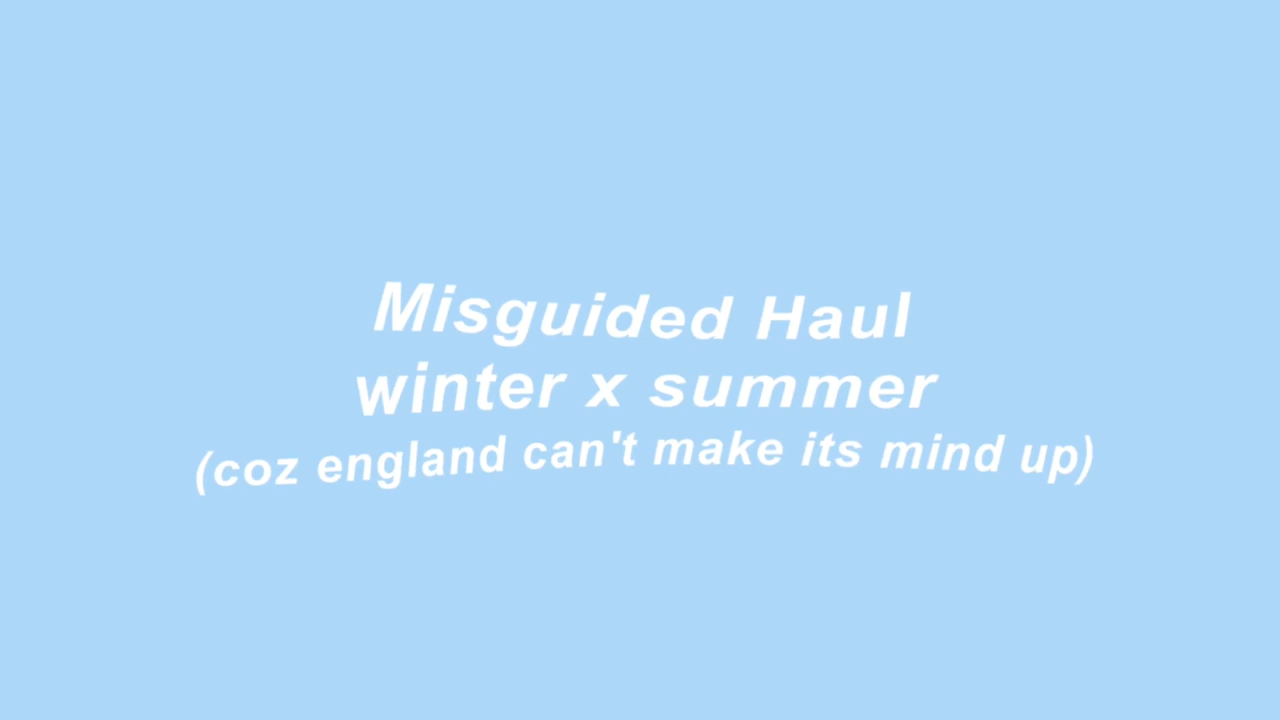 Misguided Haul
winter x summer
(coz england can't make its mind up)